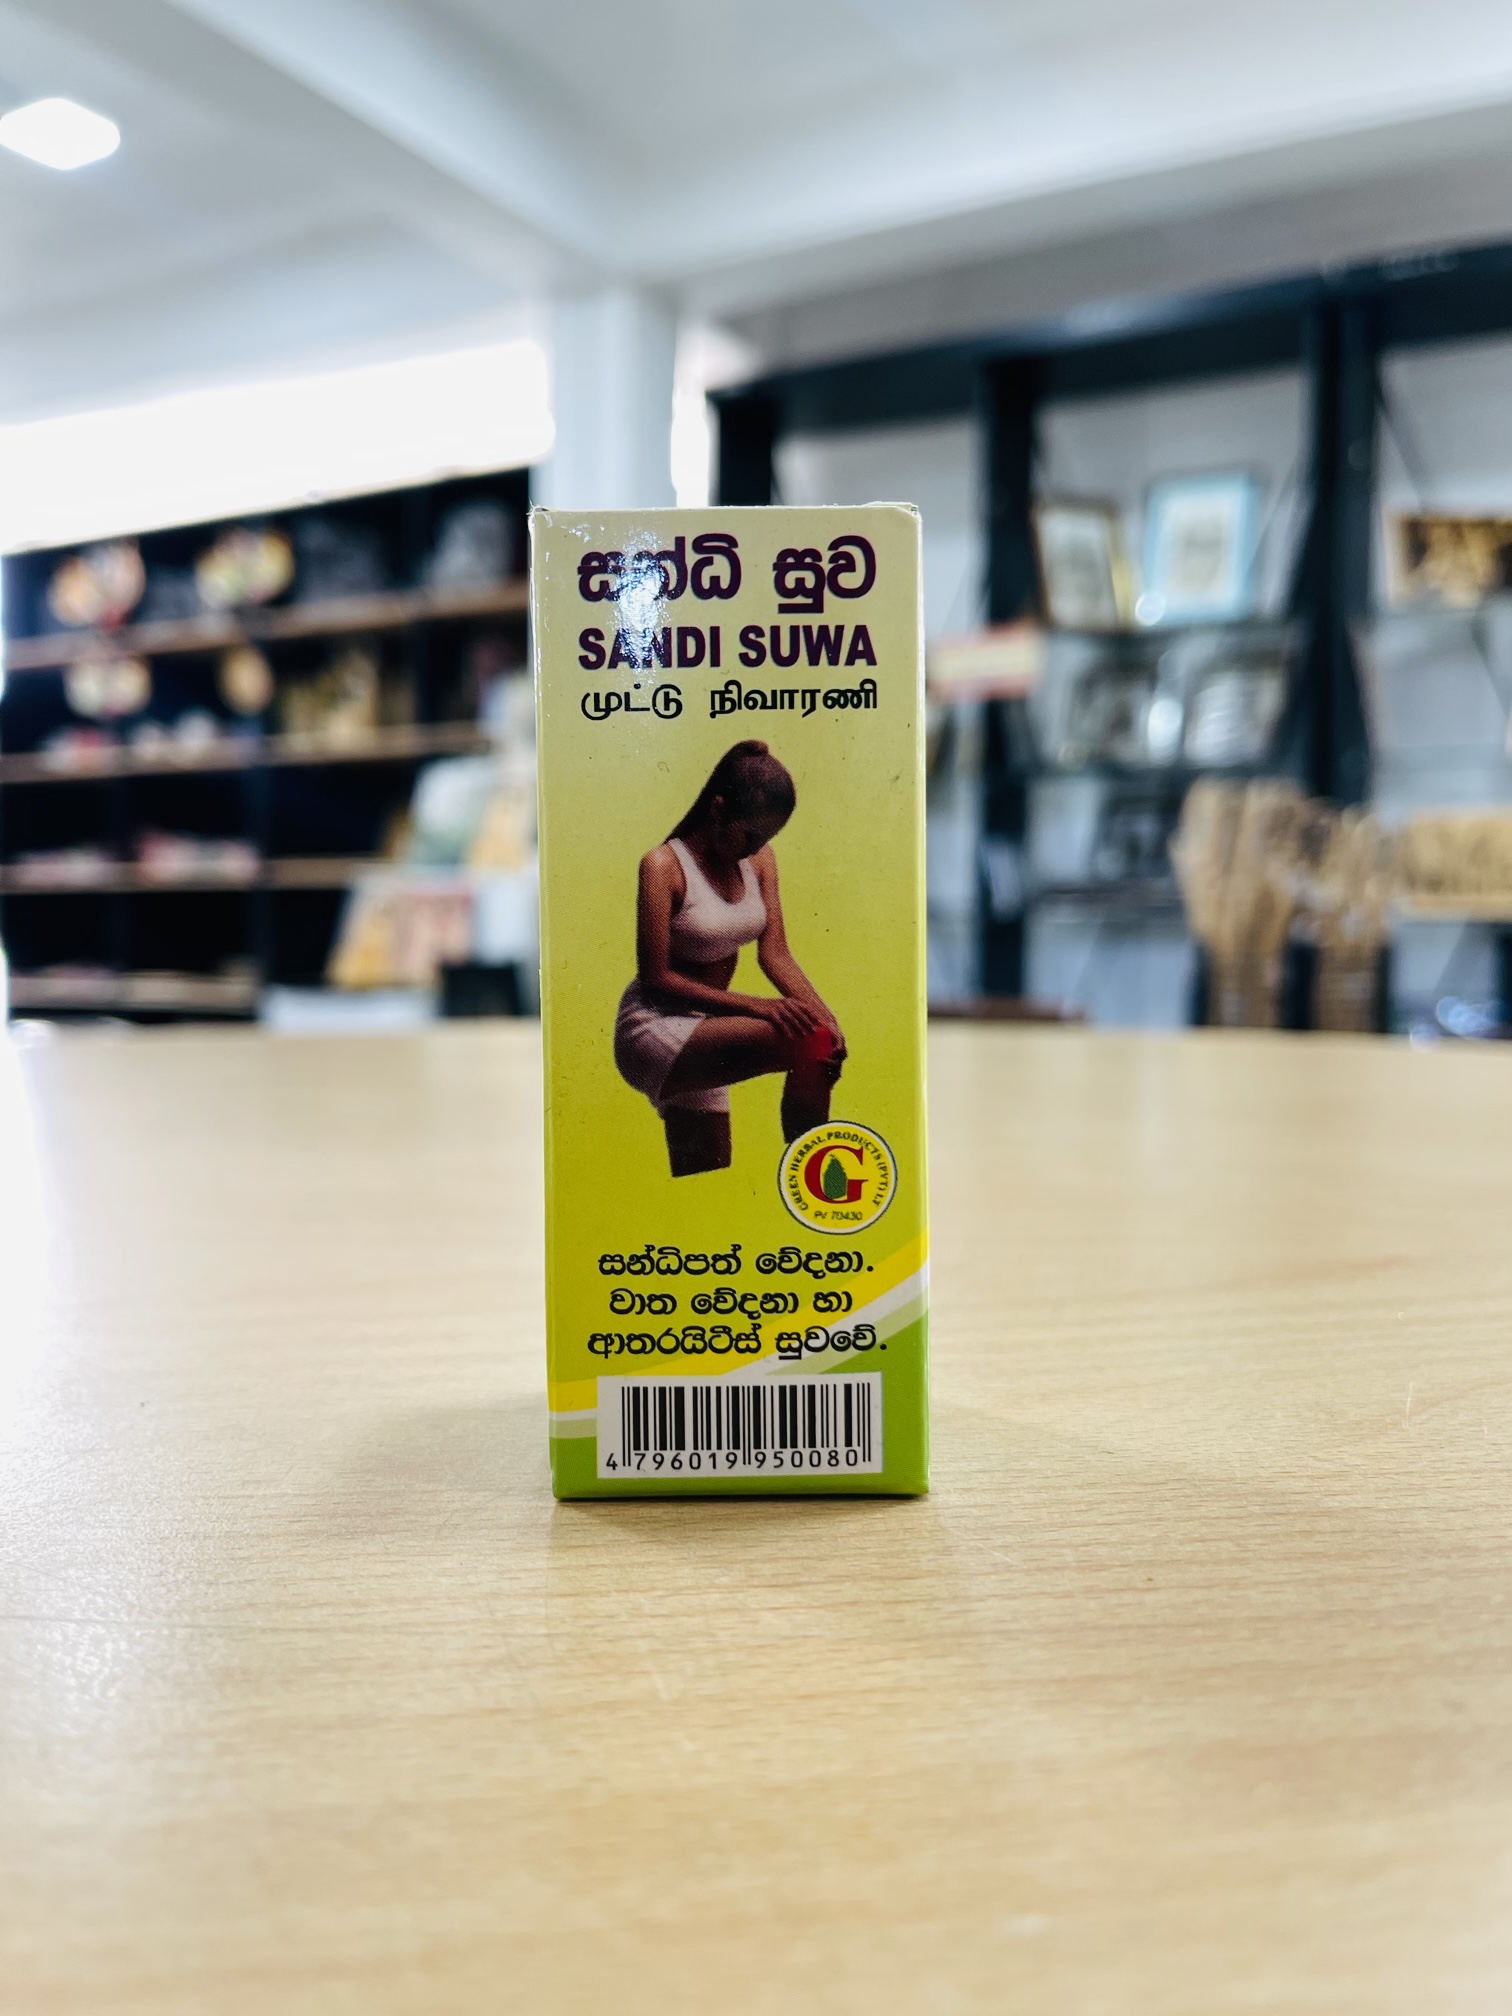 සන්ධි සුව
SANDI SUWA
முட்டு நிவாரணி
GREEN HERBAL PRODUCTS (PVT) LT
G
PV 70430
සන්ධිපත් වේදනා.
වාත වේදනා හා
ආතරයිටීස් සුවවේ.
4 796019 950080